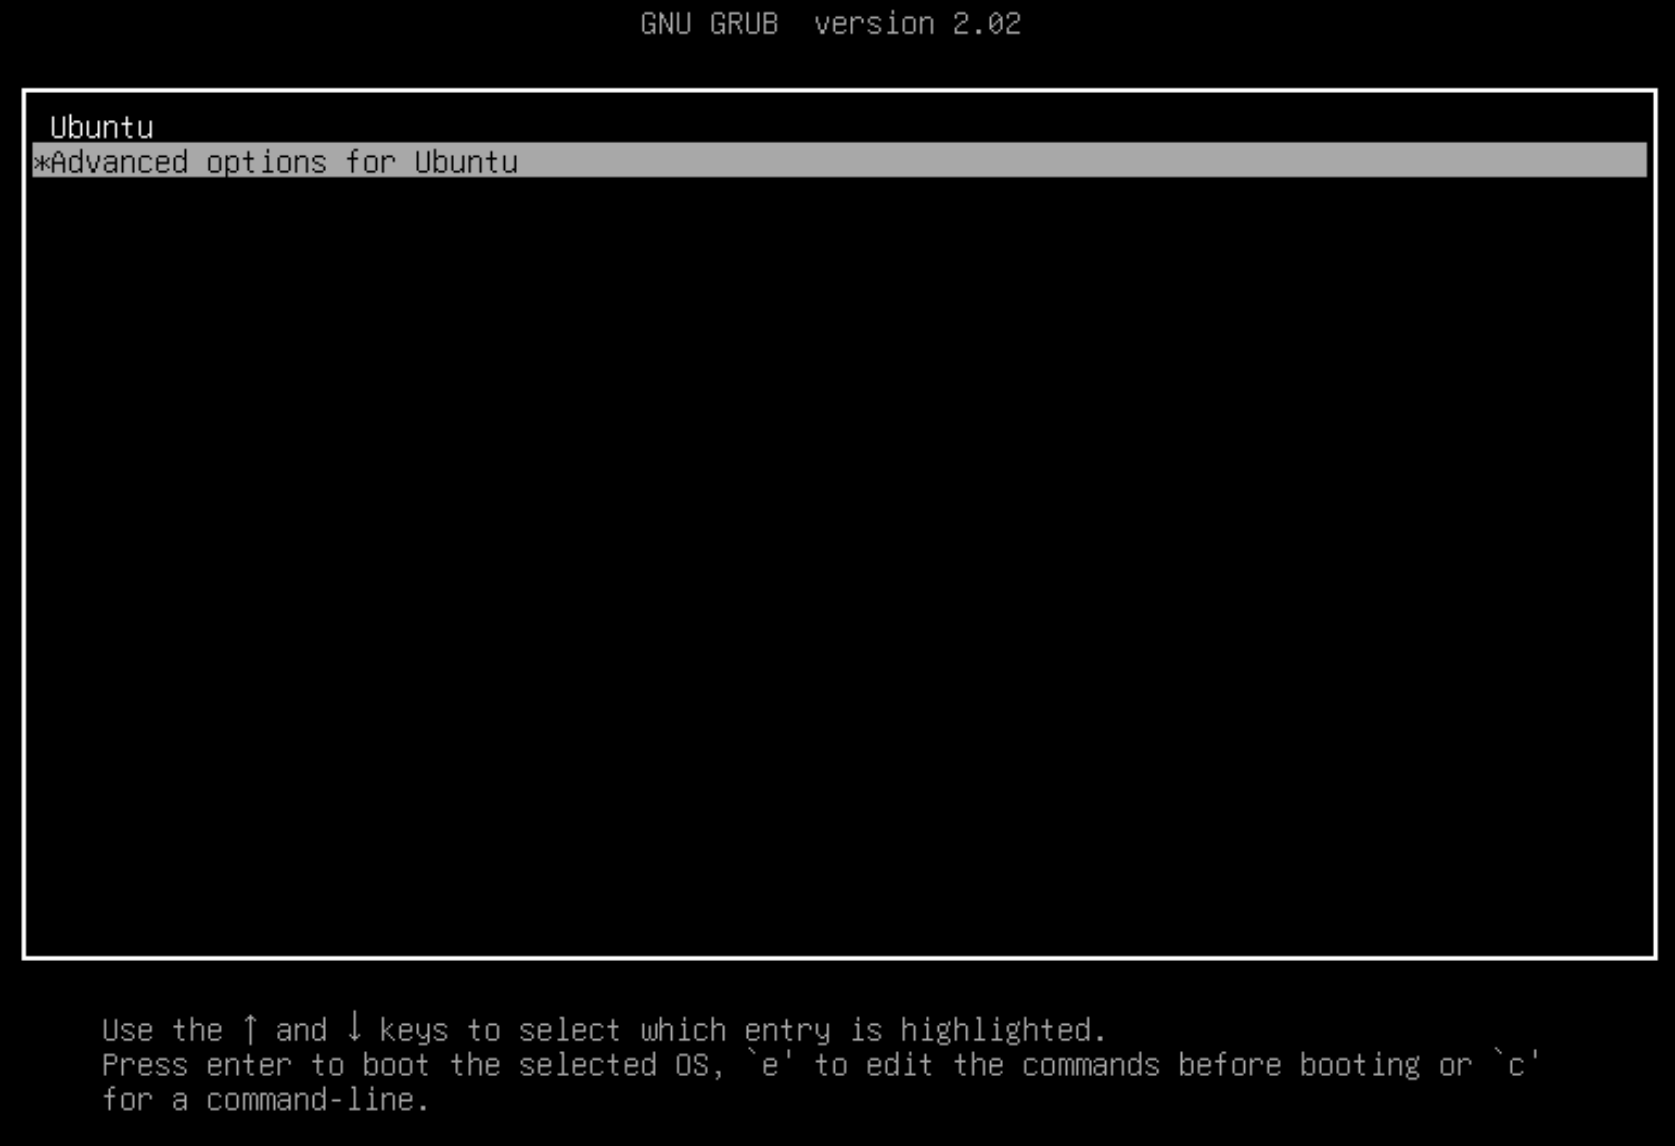 GNU GRUB  version 2.02
Ubuntu
*Advanced options for Ubuntu
Use the ↑ and ↓ keys to select which entry is highlighted.
Press enter to boot the selected OS, `e' to edit the commands before booting or `c'
for a command-line.